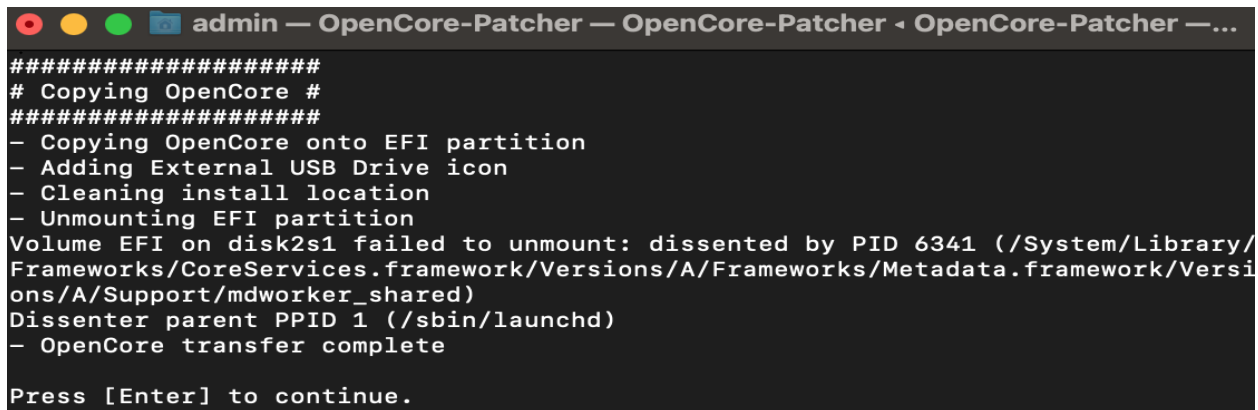 admin — OpenCore-Patcher — OpenCore-Patcher ◂ OpenCore-Patcher —...
####################
# Copying OpenCore #
####################
– Copying OpenCore onto EFI partition
– Adding External USB Drive icon
– Cleaning install location
– Unmounting EFI partition
Volume EFI on disk2s1 failed to unmount: dissented by PID 6341 (/System/Library/
Frameworks/CoreServices.framework/Versions/A/Frameworks/Metadata.framework/Versi
ons/A/Support/mdworker_shared)
Dissenter parent PPID 1 (/sbin/launchd)
– OpenCore transfer complete
Press [Enter] to continue.